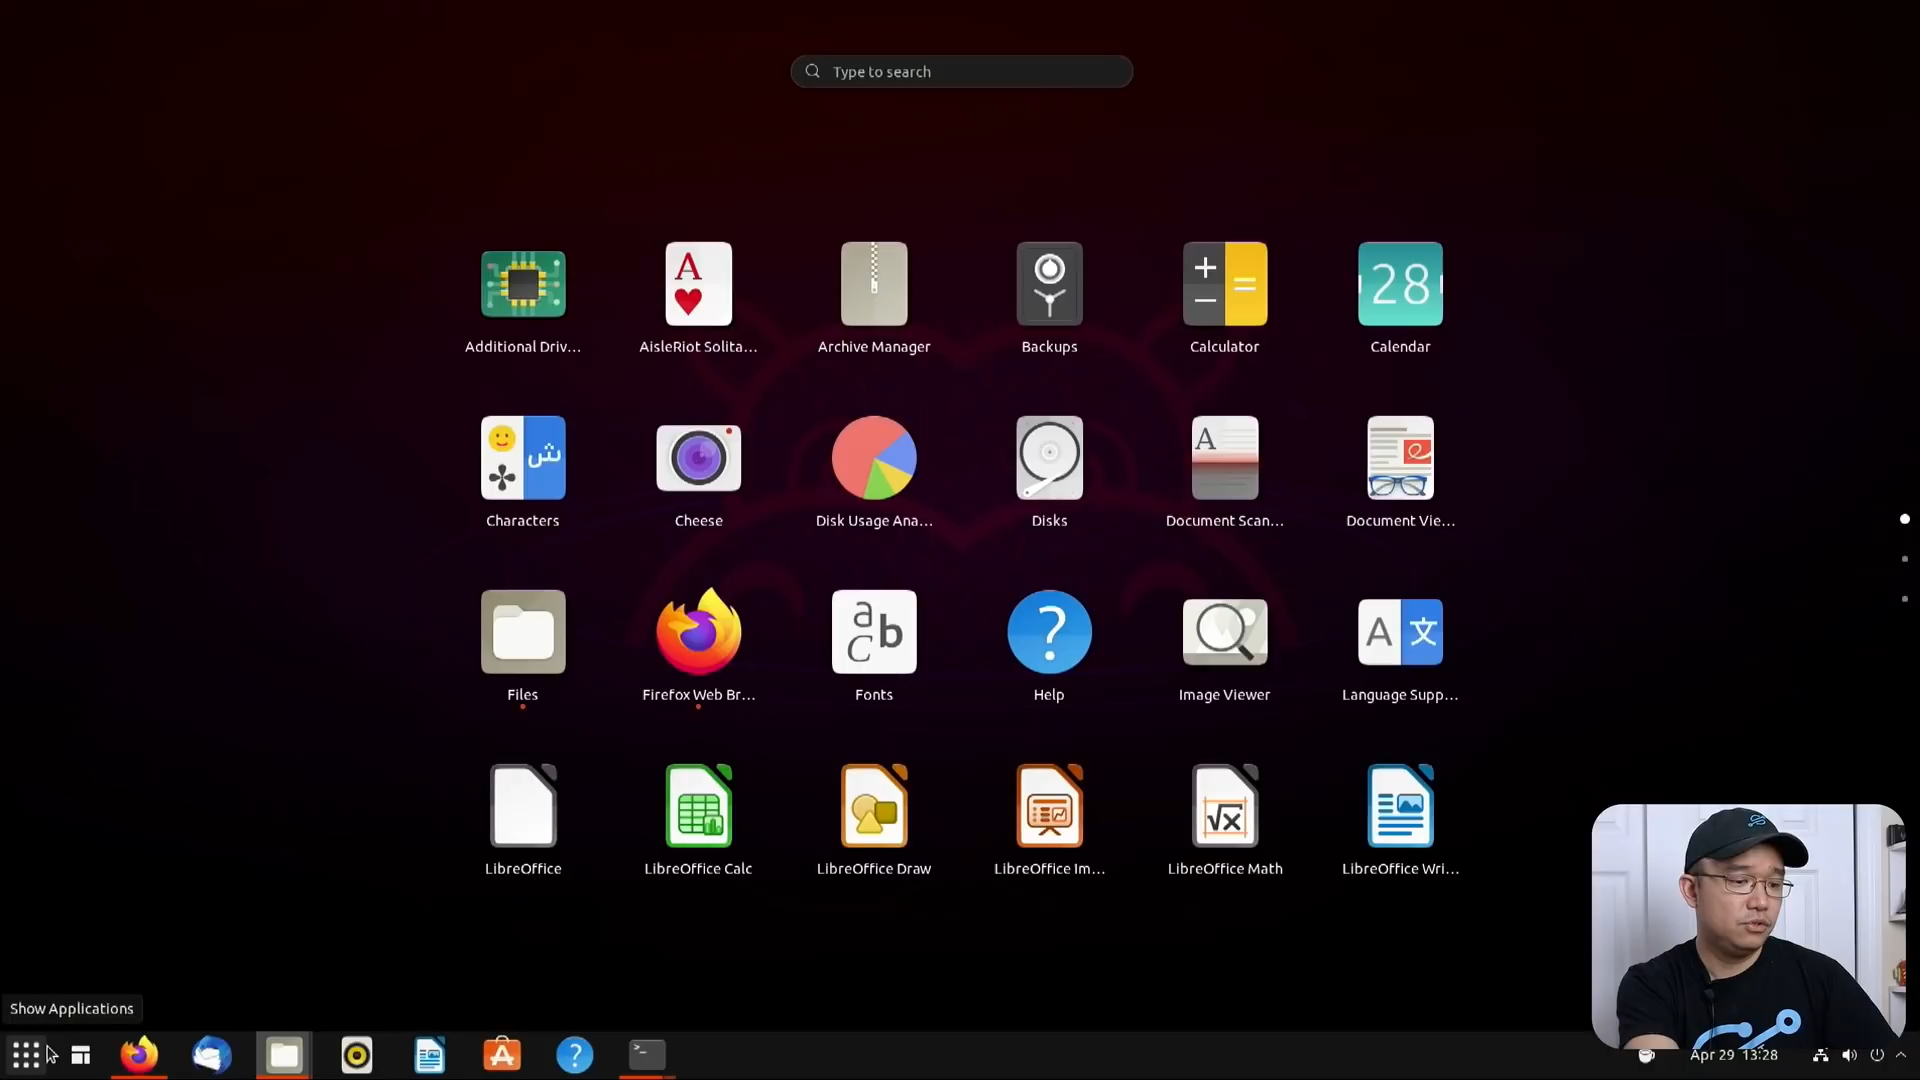 Type to search
Additional Driv...
AisleRiot Solita...
Archive Manager
Backups
Calculator
28
Calendar
Characters
Cheese
Disk Usage Ana...
Disks
Document Scan...
Document Vie...
Files
Firefox Web Br...
Fonts
Help
Image Viewer
Language Supp...
LibreOffice
LibreOffice Calc
LibreOffice Draw
LibreOffice Im...
LibreOffice Math
LibreOffice Wri...
Show Applications
Apr 29 13:28